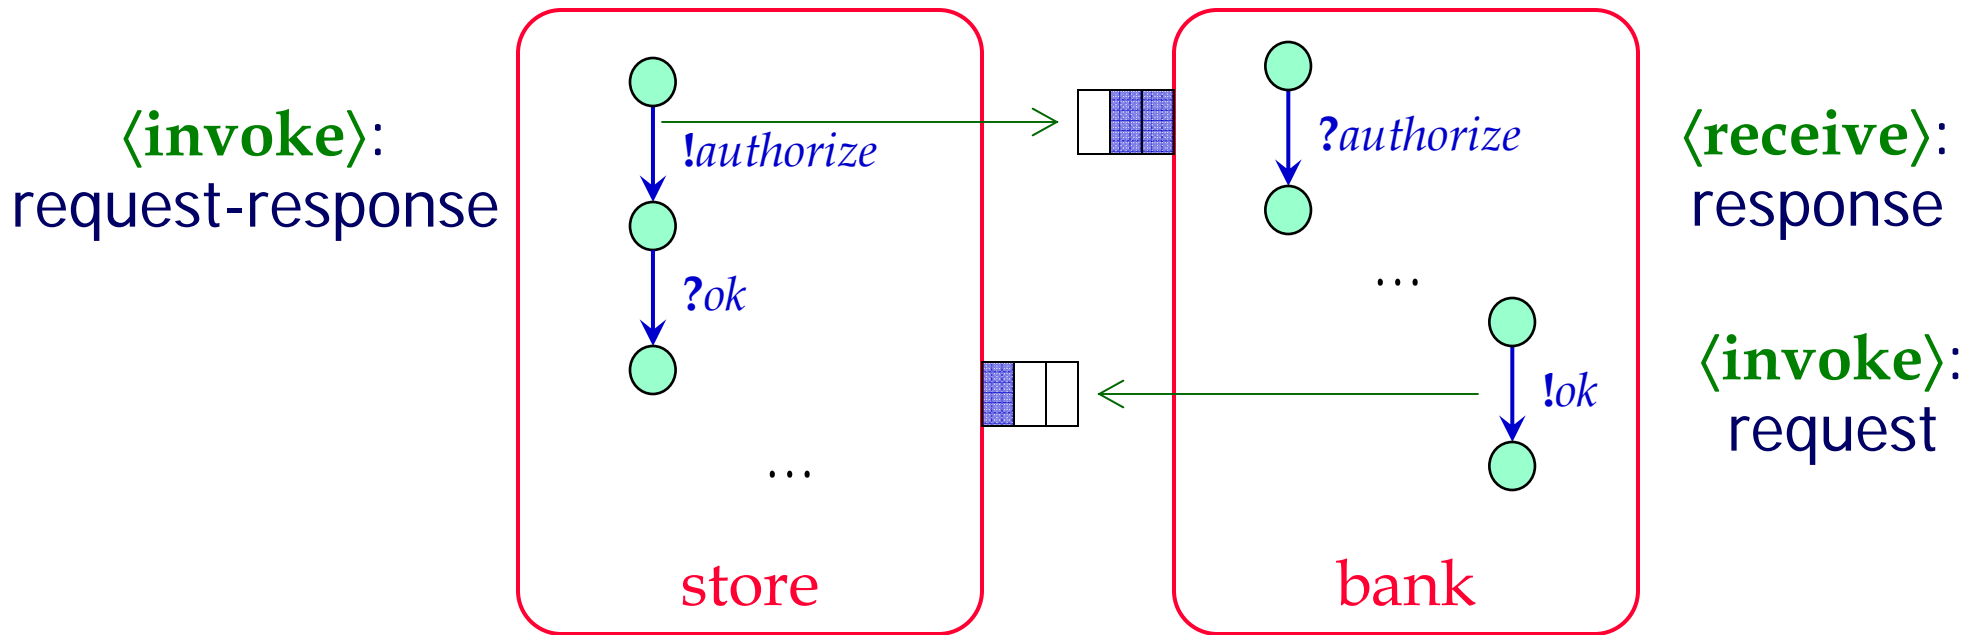 ⟨invoke⟩:
request-response
!authorize
?ok
…
store
?authorize
…
!ok
bank
⟨receive⟩:
response
⟨invoke⟩:
request